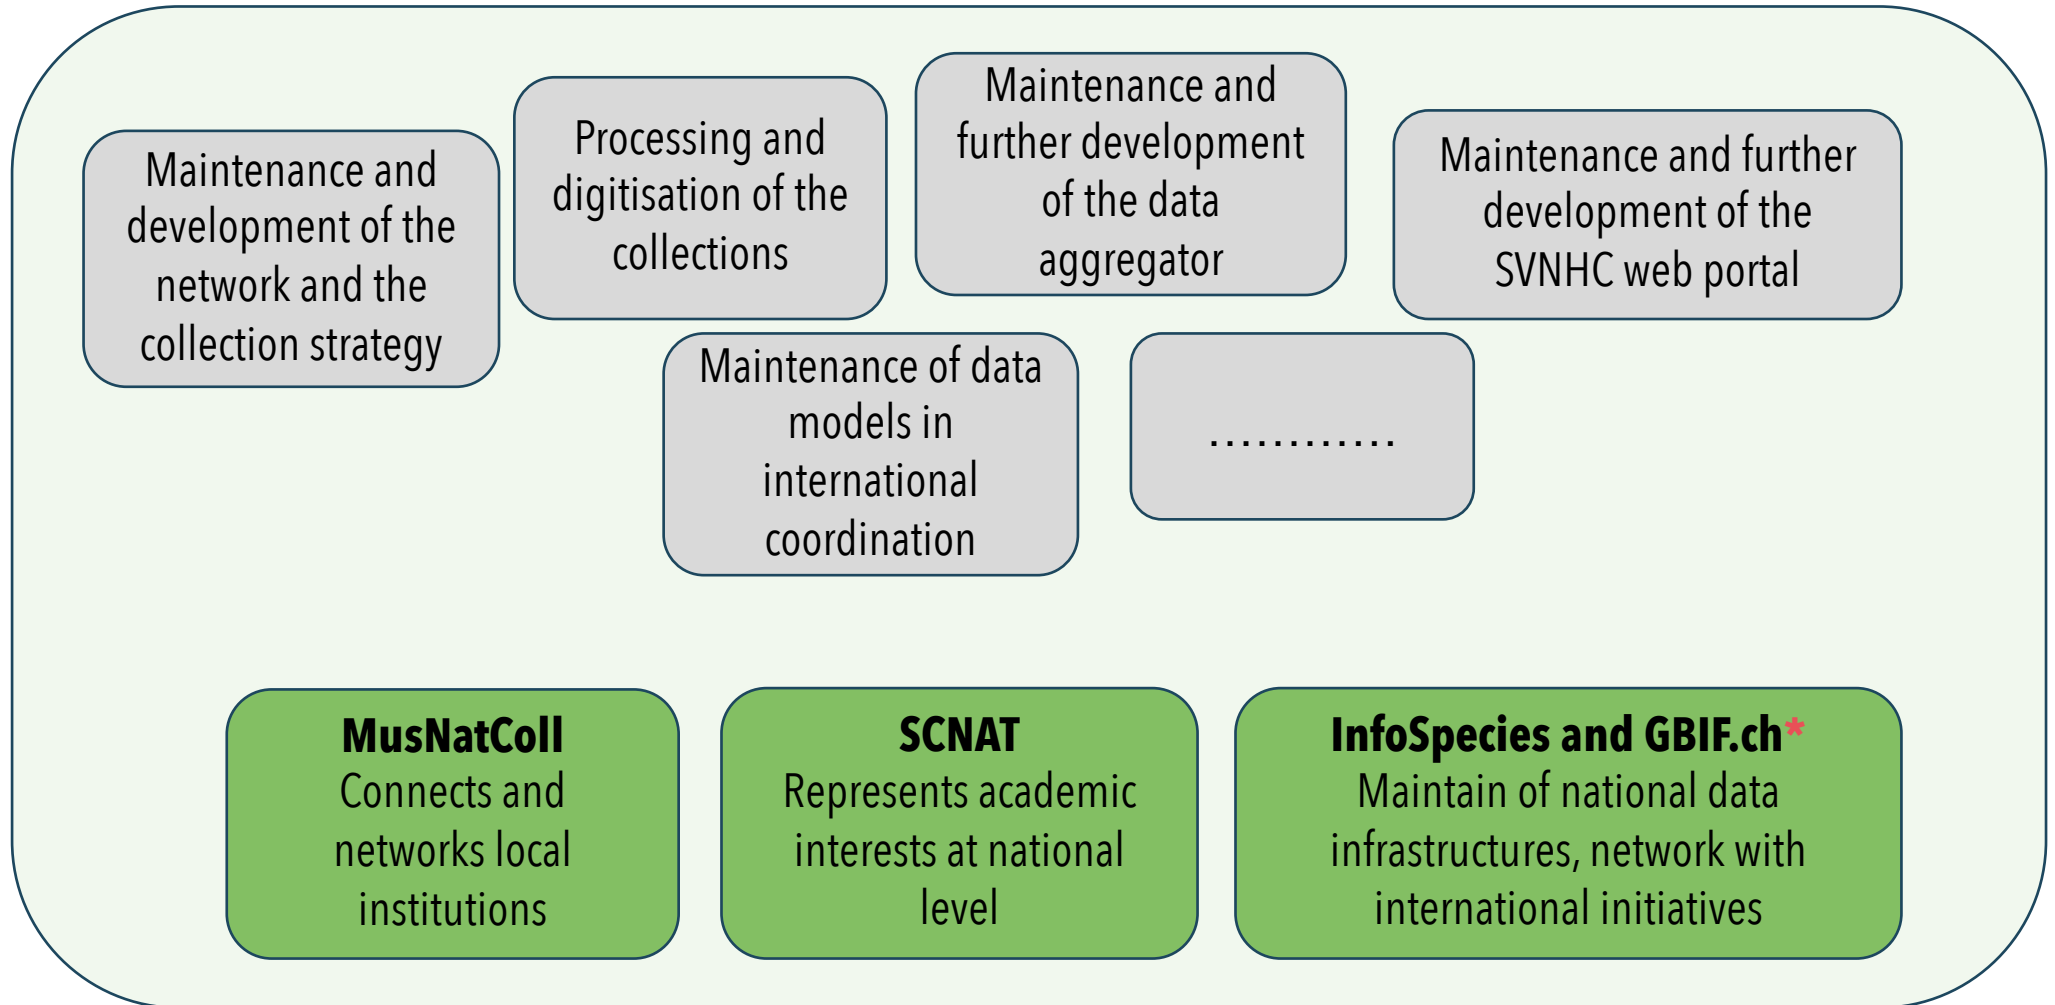 Maintenance and
development of the
network and the
collection strategy
Processing and
digitisation of the
collections
Maintenance and
further development
of the data
aggregator
Maintenance and further
development of the
SVNHC web portal
Maintenance of data
models in
international
coordination
............
MusNatColl
Connects and
networks local
institutions
SCNAT
Represents academic
interests at national
level
InfoSpecies and GBIF.ch*
Maintain of national data
infrastructures, network with
international initiatives